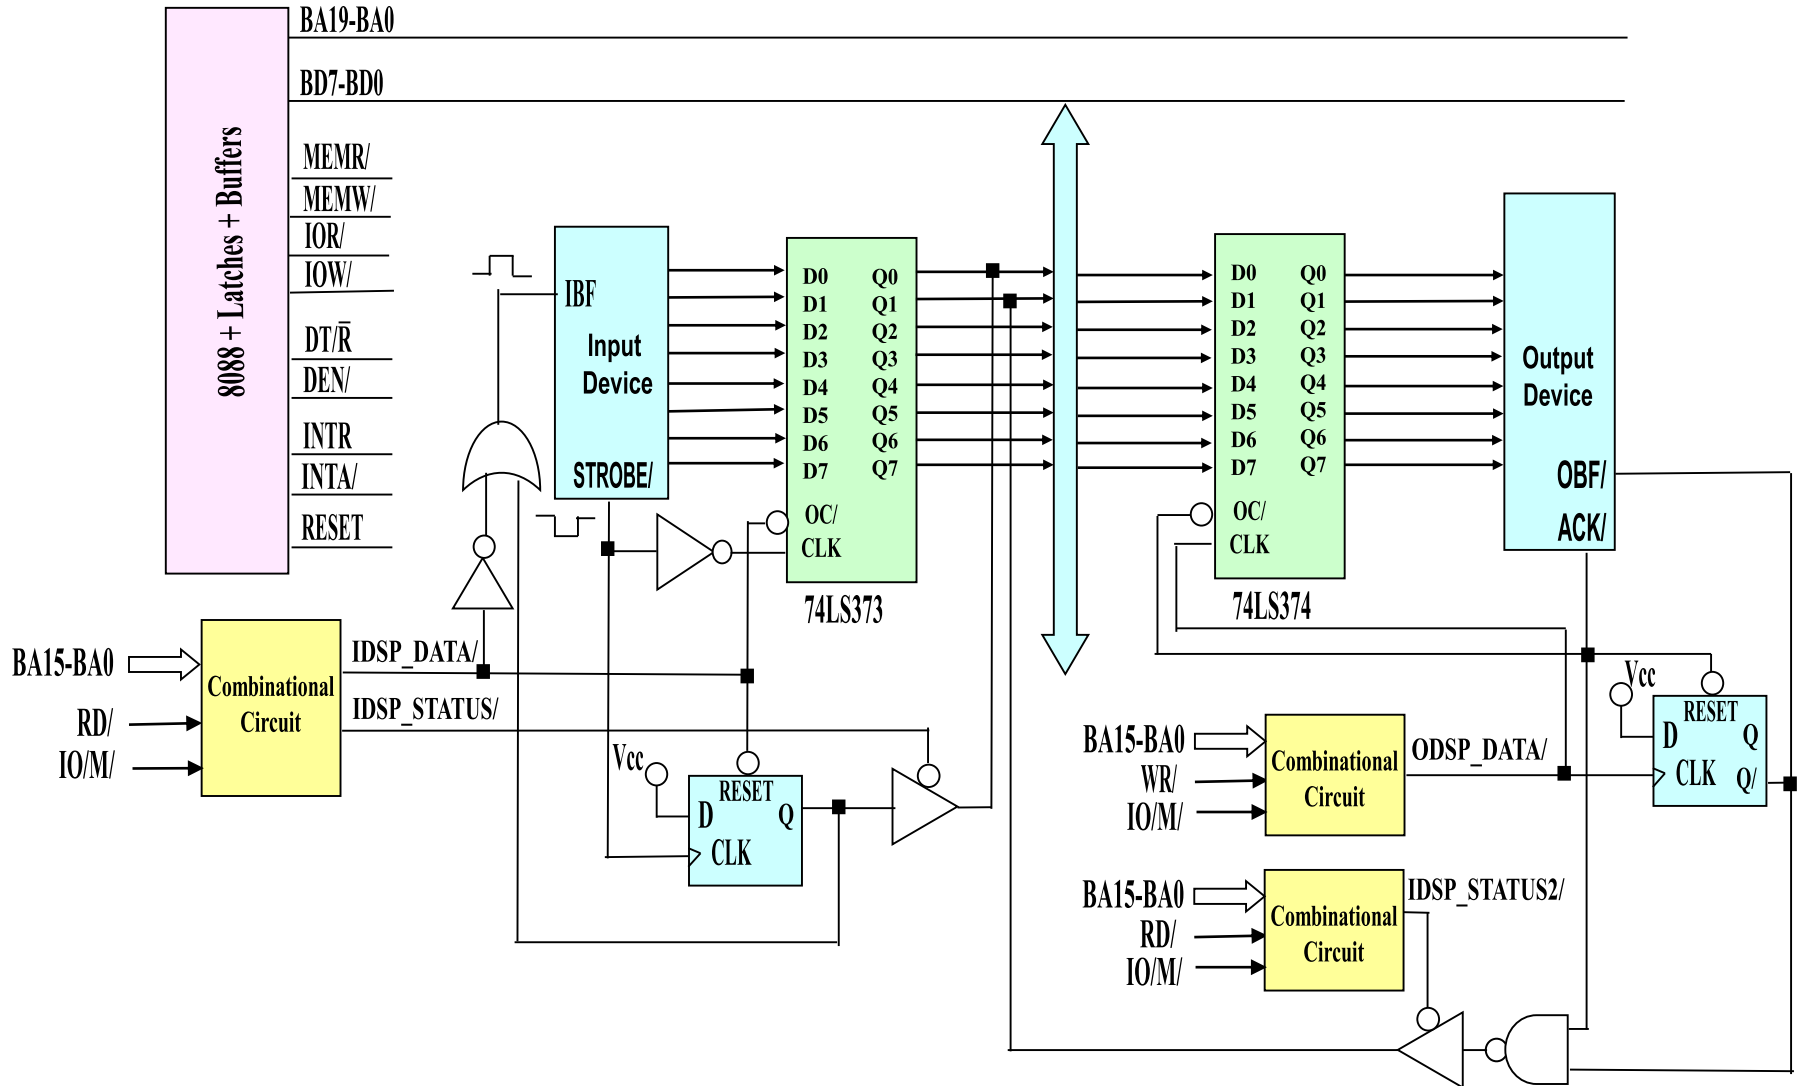 BA19-BA0
BD7-BD0
8088 + Latches + Buffers
MEMR/
MEMW/
IOR/
IOW/
DT/R̅
DEN/
INTR
INTA/
RESET
IBF
Input
Device
STROBE/
D0 Q0
D1 Q1
D2 Q2
D3 Q3
D4 Q4
D5 Q5
D6 Q6
D7 Q7
OC/
CLK
74LS373
D0 Q0
D1 Q1
D2 Q2
D3 Q3
D4 Q4
D5 Q5
D6 Q6
D7 Q7
OC/
CLK
74LS374
Output
Device
OBF/
ACK/
BA15-BA0
RD/
IO/M/
Combinational
Circuit
IDSP_DATA/
IDSP_STATUS/
Vcc
RESET
D Q
CLK
BA15-BA0
WR/
IO/M/
Combinational
Circuit
ODSP_DATA/
Vcc
RESET
D Q
CLK Q/
BA15-BA0
RD/
IO/M/
Combinational
Circuit
IDSP_STATUS2/